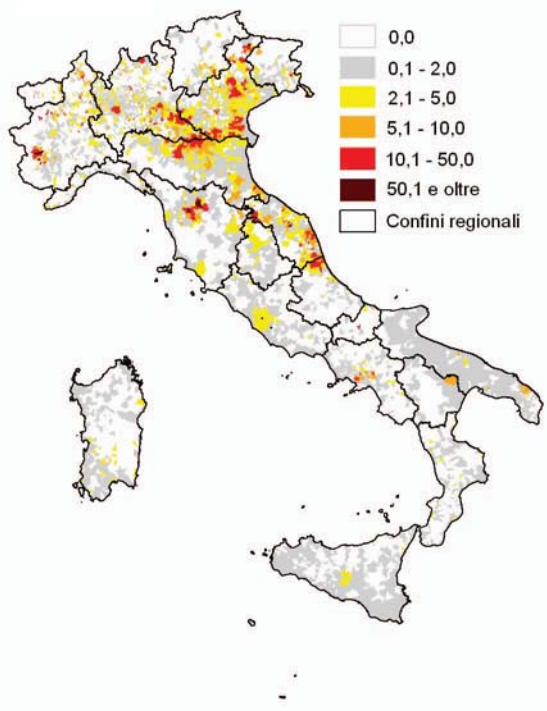 0,0
0,1 - 2,0
2,1 - 5,0
5,1 - 10,0
10,1 - 50,0
50,1 e oltre
Confini regionali